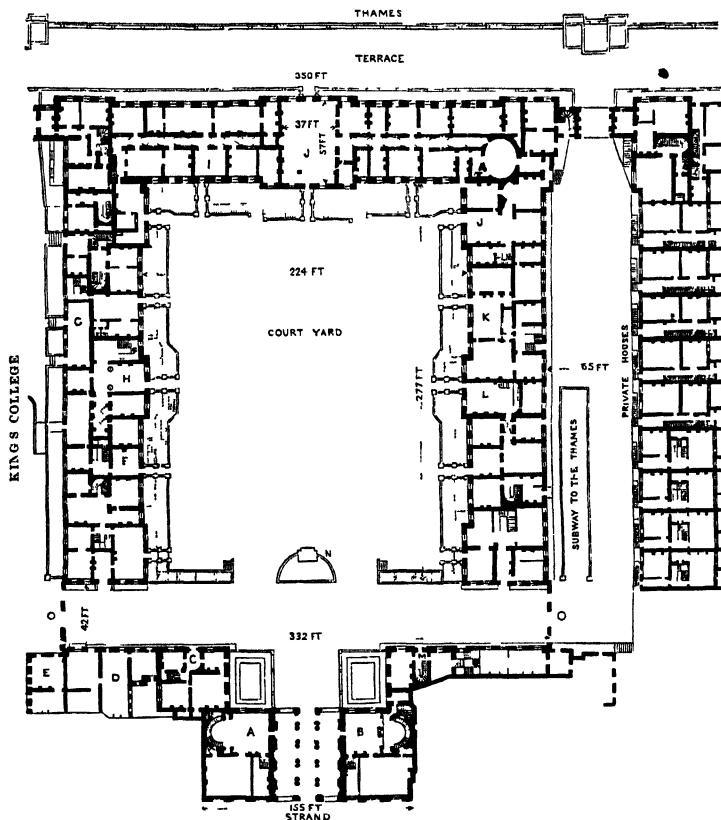 THAMES
TERRACE
350 FT
37 FT
57 FT
J
A
J
224 FT
G
K
COURT YARD
H
277 FT
65 FT
L
KINGS COLLEGE
PRIVATE HOUSES
F
SUBWAY TO THE THAMES
N
42 FT
332 FT
E
D
C
M
A
B
155 FT
STRAND